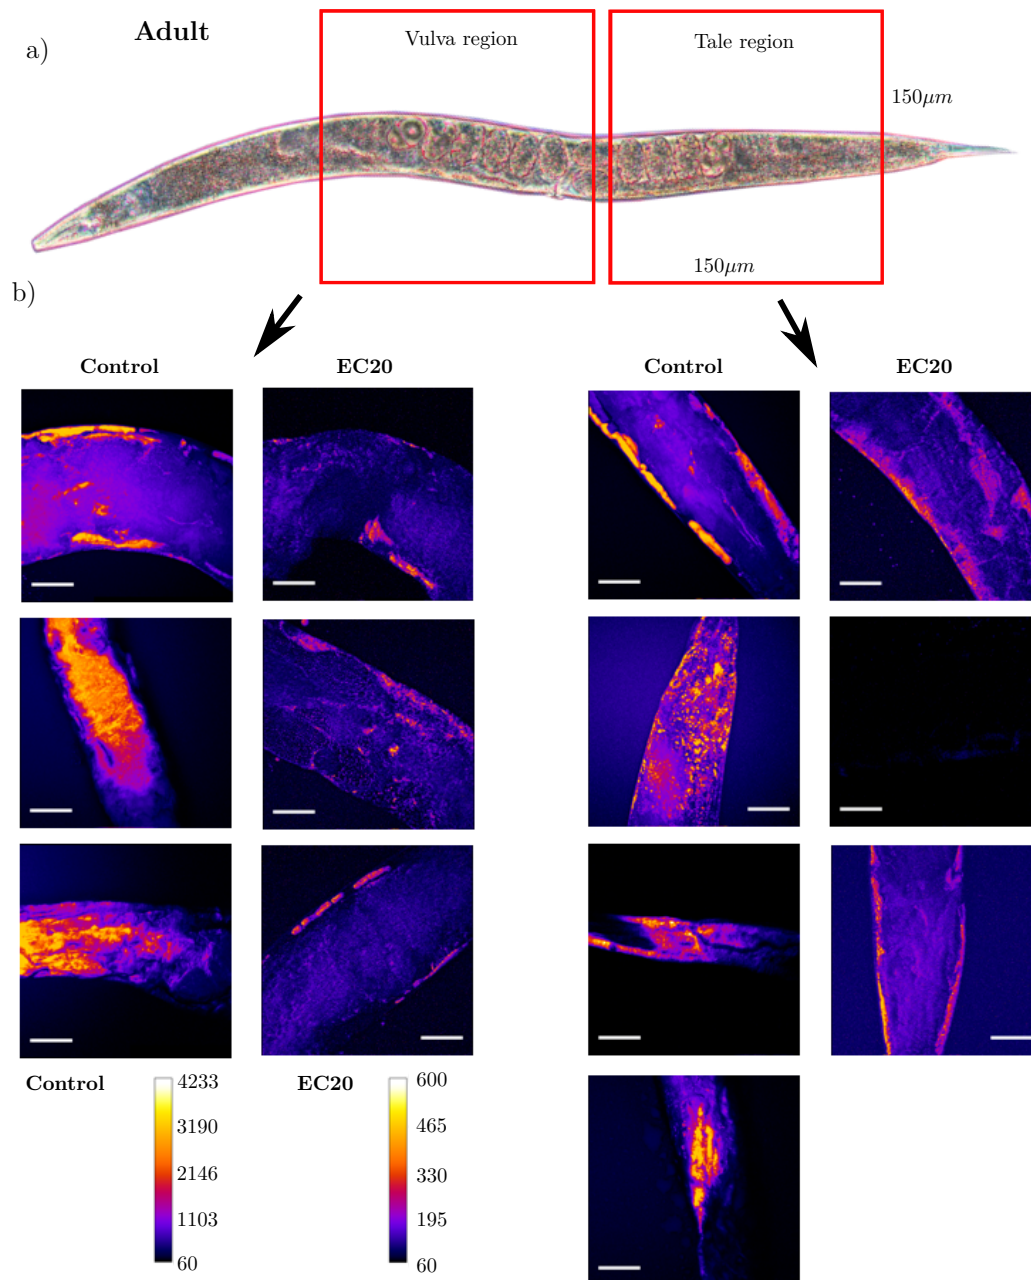 a)
Adult
Vulva region
Tale region
150μm
150μm
b)
Control
EC20
Control
EC20
Control
4233
3190
2146
1103
60
EC20
600
465
330
195
60